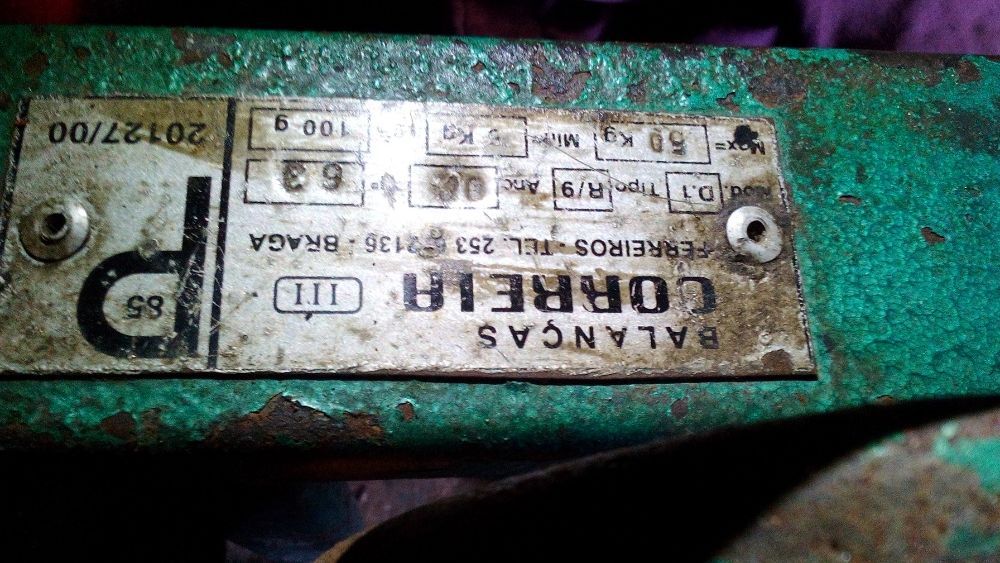 BALANÇAS
CORREIA III
FERREIROS - TEL. 253 - BRAGA
Mod. D.1 Tipo R/9 Ano 63
Max= 50 Kg Min= 5 Kg 100 g
P 85
20127/00